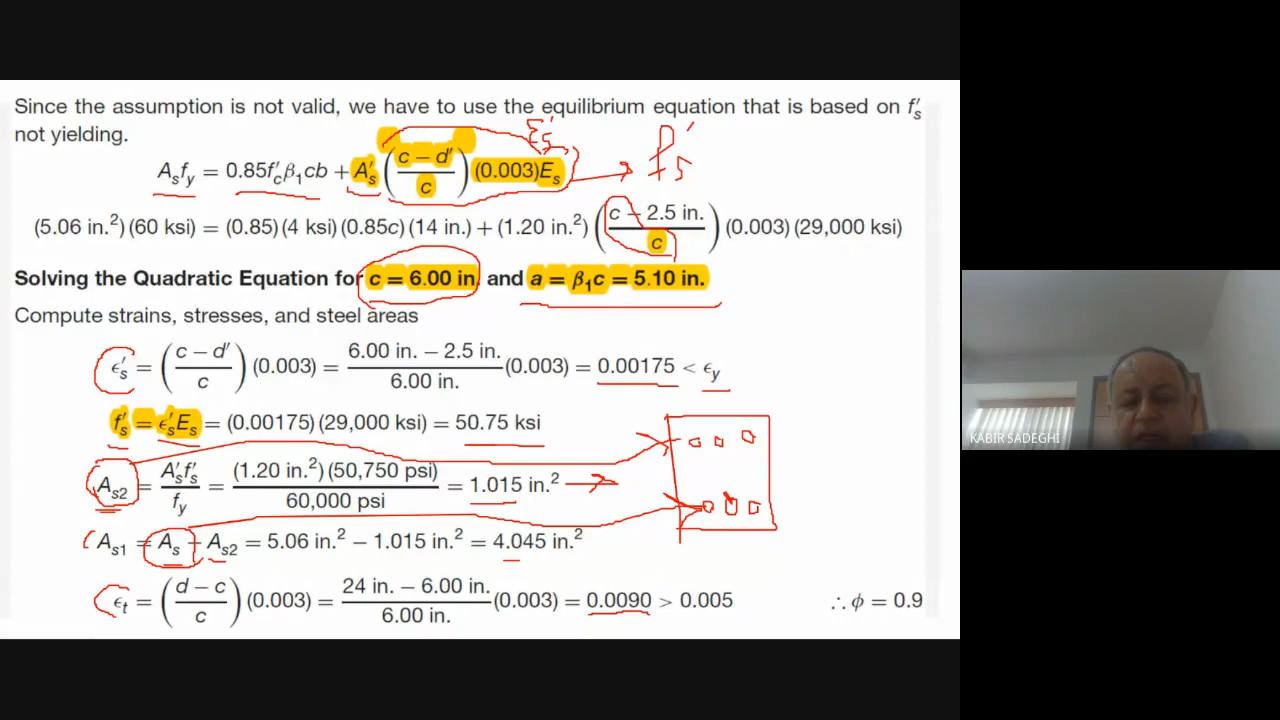 Since the assumption is not valid, we have to use the equilibrium equation that is based on f′s
not yielding.
εs′
fs′
Asfy = 0.85f′cβ1cb + A′s ((c − d′)/c) (0.003)Es
(5.06 in.²) (60 ksi) = (0.85) (4 ksi) (0.85c) (14 in.) + (1.20 in.²) ((c − 2.5 in.)/c) (0.003) (29,000 ksi)
Solving the Quadratic Equation for c = 6.00 in. and a = β1c = 5.10 in.
Compute strains, stresses, and steel areas
ϵ′s = ((c − d′)/c) (0.003) = (6.00 in. − 2.5 in.)/(6.00 in.) (0.003) = 0.00175 < ϵy
f′s = ϵ′sEs = (0.00175) (29,000 ksi) = 50.75 ksi
As2 = A′sf′s/fy = (1.20 in.²) (50,750 psi)/(60,000 psi) = 1.015 in.²
As1 = As − As2 = 5.06 in.² − 1.015 in.² = 4.045 in.²
ϵt = ((d − c)/c) (0.003) = (24 in. − 6.00 in.)/(6.00 in.) (0.003) = 0.0090 > 0.005 ∴ ϕ = 0.9
KABIR SADEGHI